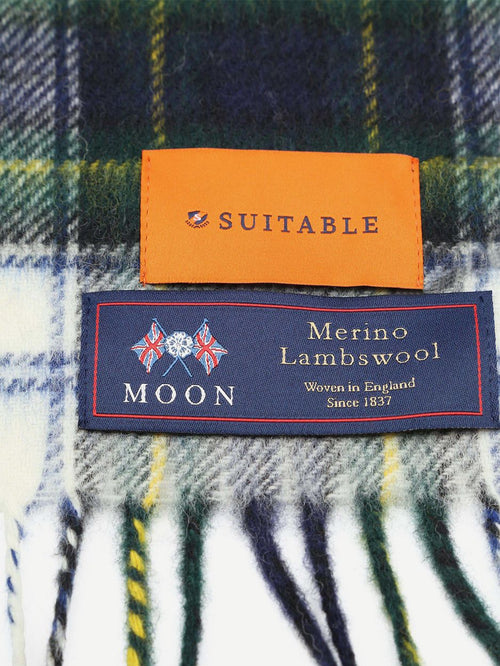 SUITABLE
Merino
Lambswool
MOON
Woven in England
Since 1837